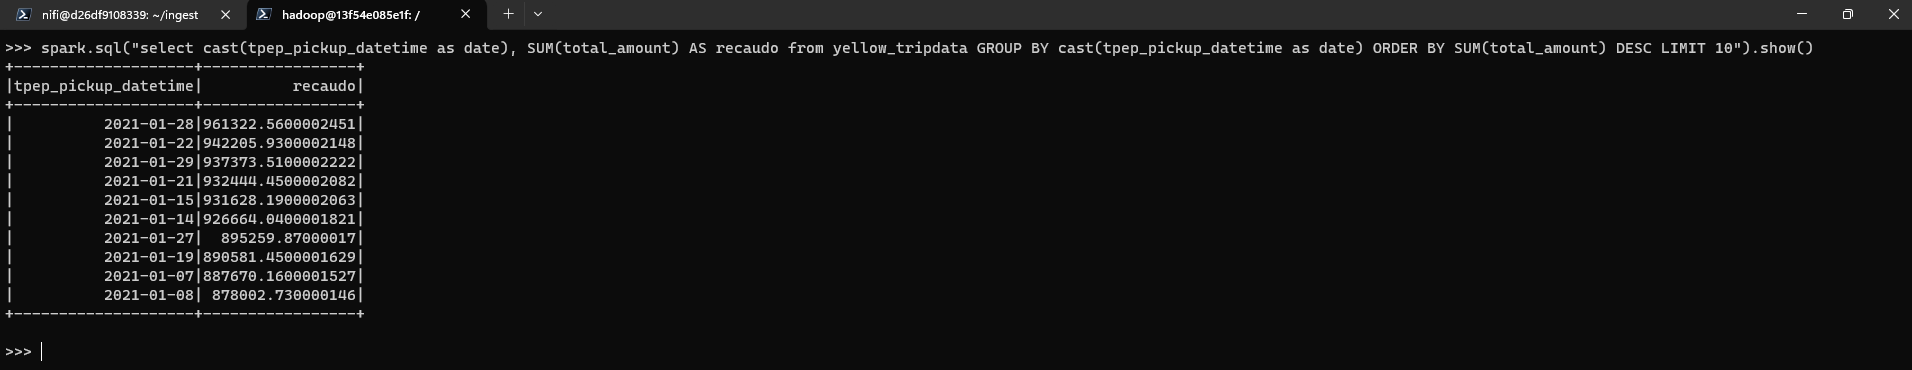 nifi@d26df9108339: ~/ingest
hadoop@13f54e085e1f: /
>>> spark.sql("select cast(tpep_pickup_datetime as date), SUM(total_amount) AS recaudo from yellow_tripdata GROUP BY cast(tpep_pickup_datetime as date) ORDER BY SUM(total_amount) DESC LIMIT 10").show()
+--------------------+-----------------+
|tpep_pickup_datetime|          recaudo|
+--------------------+-----------------+
|          2021-01-28|961322.5600002451|
|          2021-01-22|942205.9300002148|
|          2021-01-29|937373.5100002222|
|          2021-01-21|932444.4500002082|
|          2021-01-15|931628.1900002063|
|          2021-01-14|926664.0400001821|
|          2021-01-27|  895259.87000017|
|          2021-01-19|890581.4500001629|
|          2021-01-07|887670.1600001527|
|          2021-01-08| 878002.730000146|
+--------------------+-----------------+
>>>